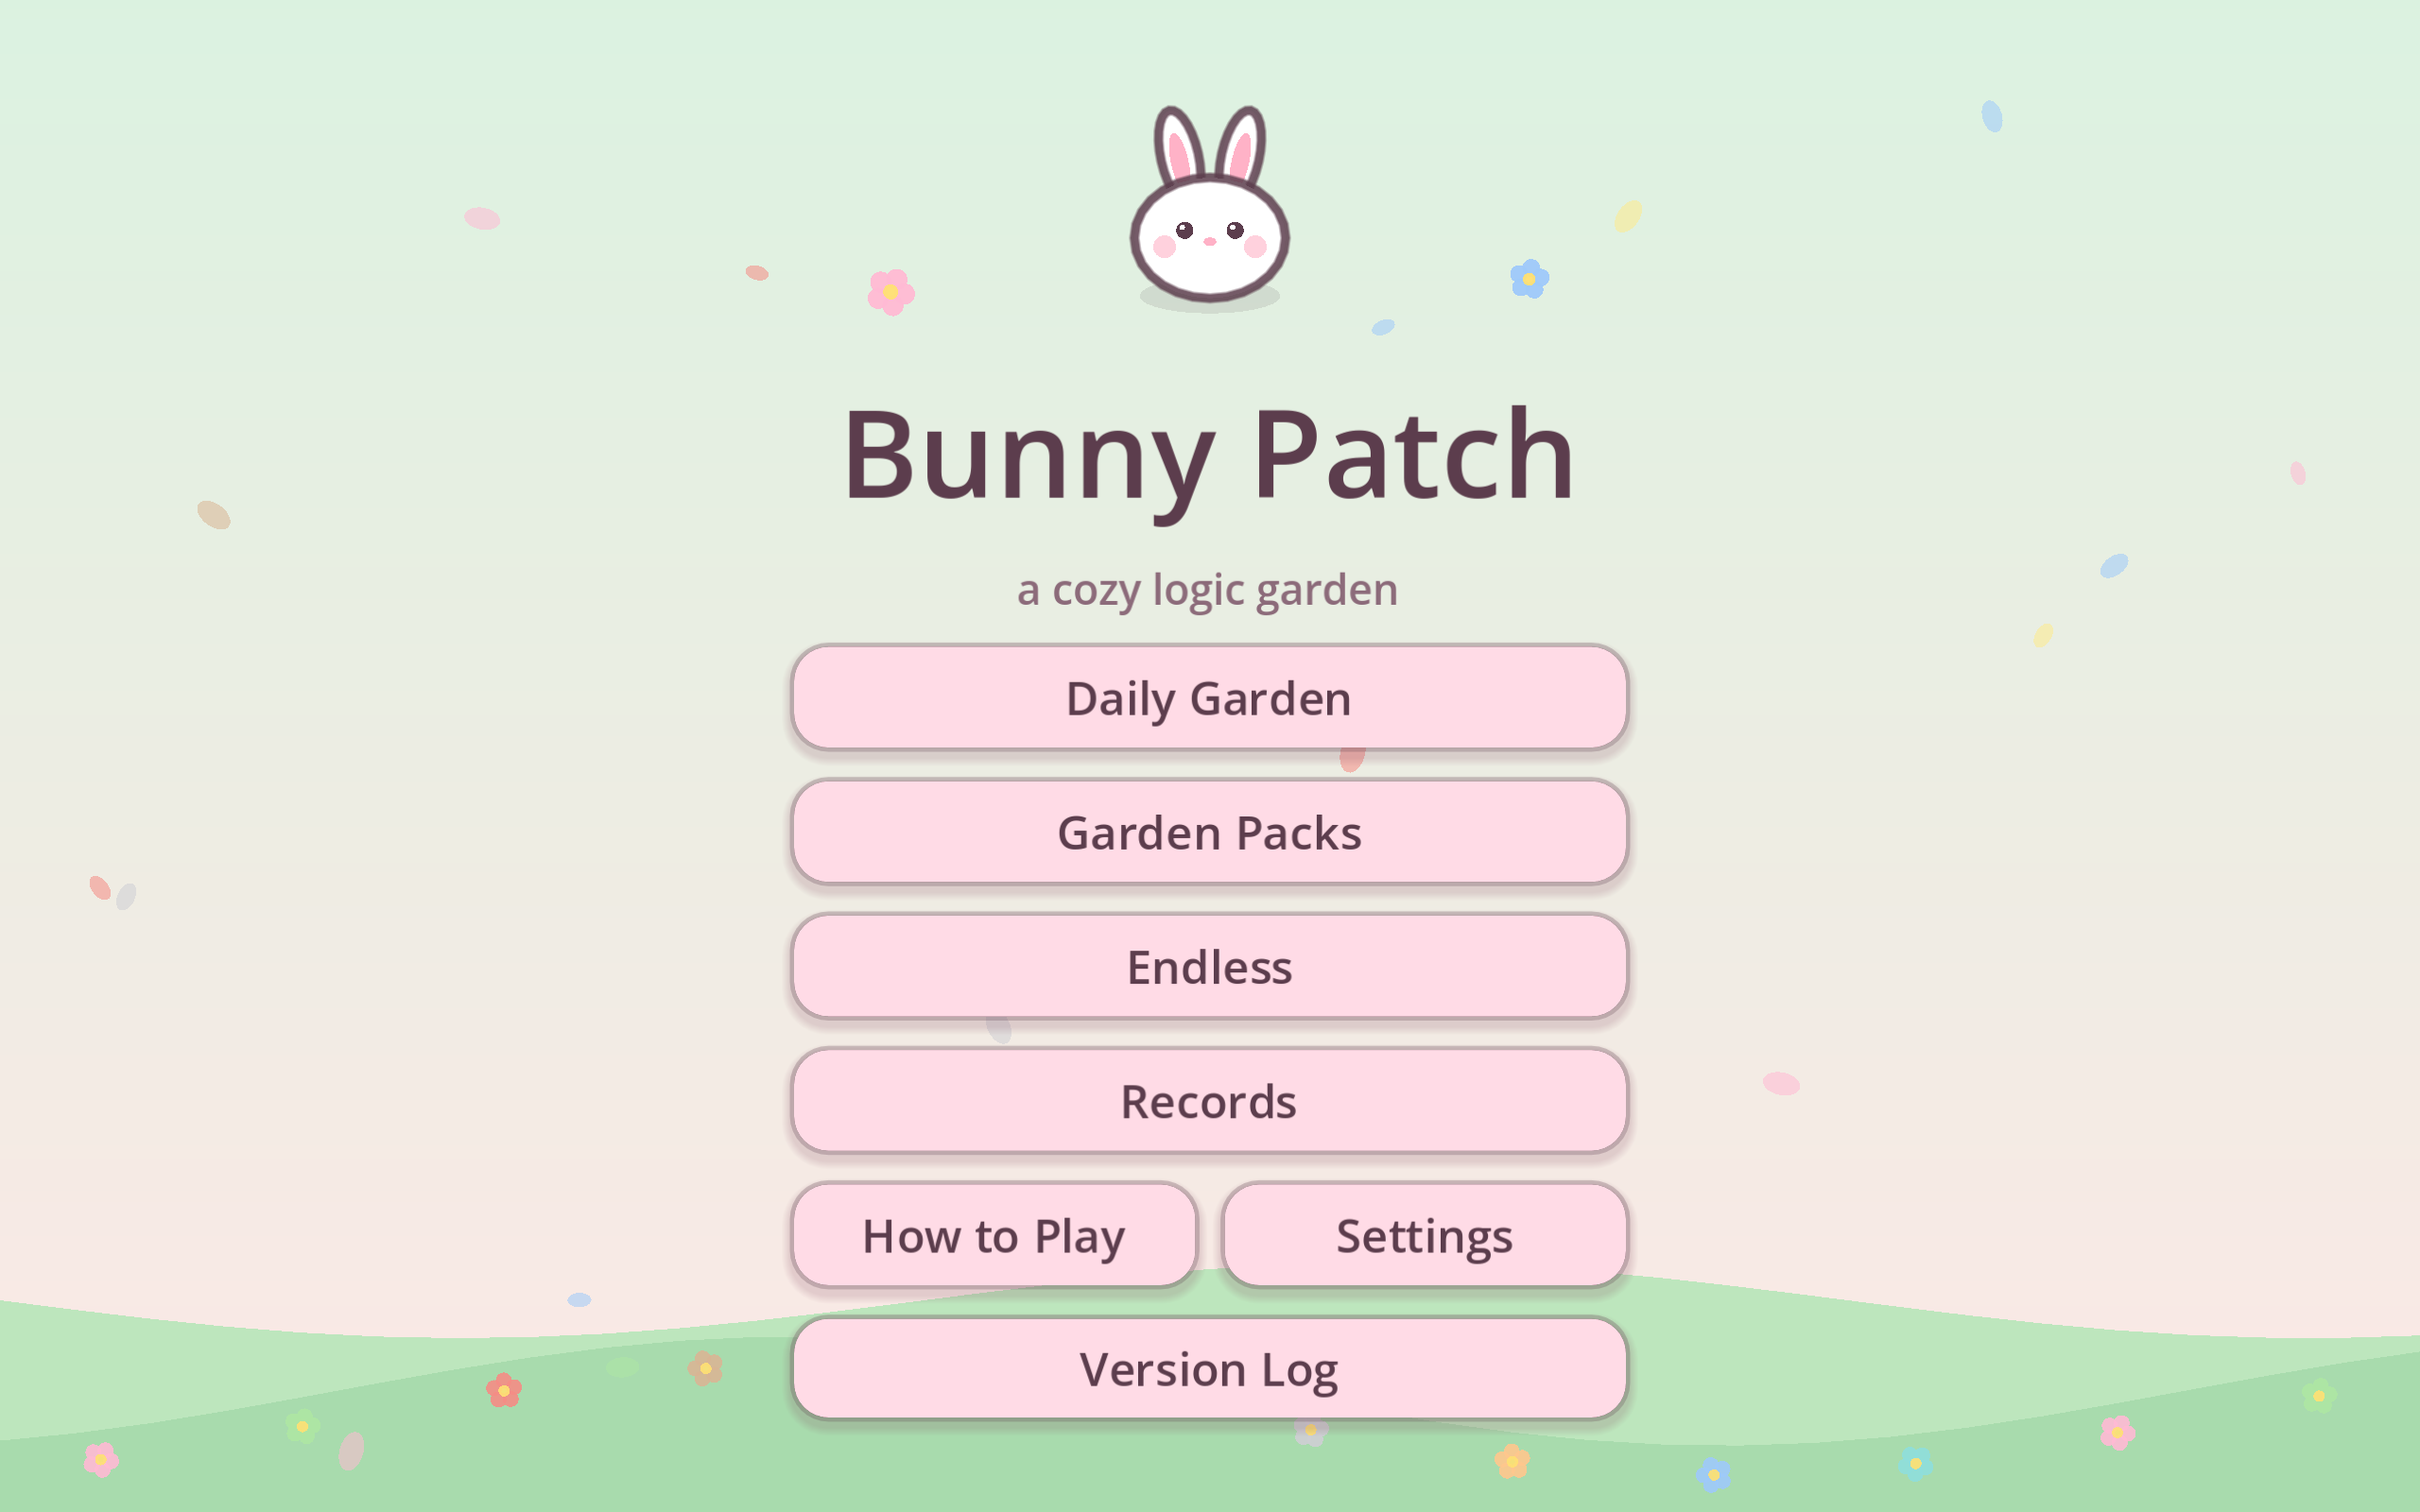 Bunny Patch
a cozy logic garden
Daily Garden
Garden Packs
Endless
Records
How to Play
Settings
Version Log